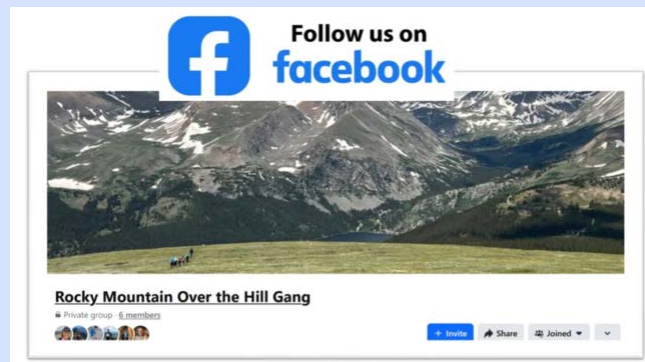 Follow us on
facebook
Rocky Mountain Over the Hill Gang
Private group · 6 members
+ Invite
Share
Joined